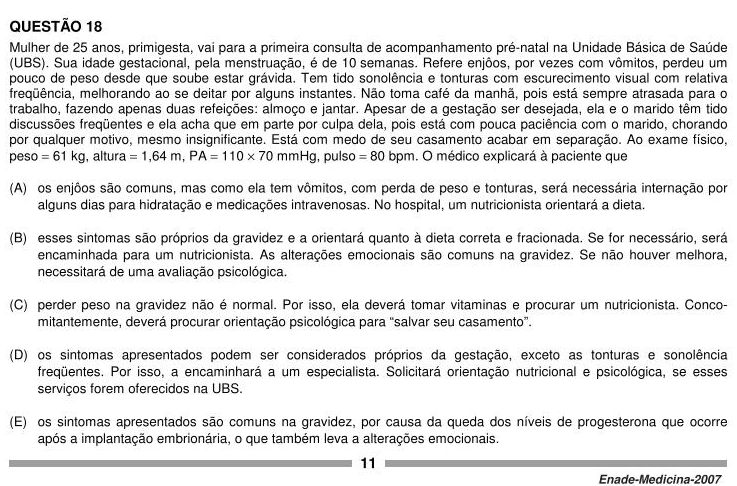 QUESTÃO 18
Mulher de 25 anos, primigesta, vai para a primeira consulta de acompanhamento pré-natal na Unidade Básica de Saúde
(UBS). Sua idade gestacional, pela menstruação, é de 10 semanas. Refere enjôos, por vezes com vômitos, perdeu um
pouco de peso desde que soube estar grávida. Tem tido sonolência e tonturas com escurecimento visual com relativa
freqüência, melhorando ao se deitar por alguns instantes. Não toma café da manhã, pois está sempre atrasada para o
trabalho, fazendo apenas duas refeições: almoço e jantar. Apesar de a gestação ser desejada, ela e o marido têm tido
discussões freqüentes e ela acha que em parte por culpa dela, pois está com pouca paciência com o marido, chorando
por qualquer motivo, mesmo insignificante. Está com medo de seu casamento acabar em separação. Ao exame físico,
peso = 61 kg, altura = 1,64 m, PA = 110 × 70 mmHg, pulso = 80 bpm. O médico explicará à paciente que
(A) os enjôos são comuns, mas como ela tem vômitos, com perda de peso e tonturas, será necessária internação por
alguns dias para hidratação e medicações intravenosas. No hospital, um nutricionista orientará a dieta.
(B) esses sintomas são próprios da gravidez e a orientará quanto à dieta correta e fracionada. Se for necessário, será
encaminhada para um nutricionista. As alterações emocionais são comuns na gravidez. Se não houver melhora,
necessitará de uma avaliação psicológica.
(C) perder peso na gravidez não é normal. Por isso, ela deverá tomar vitaminas e procurar um nutricionista. Conco-
mitantemente, deverá procurar orientação psicológica para “salvar seu casamento”.
(D) os sintomas apresentados podem ser considerados próprios da gestação, exceto as tonturas e sonolência
freqüentes. Por isso, a encaminhará a um especialista. Solicitará orientação nutricional e psicológica, se esses
serviços forem oferecidos na UBS.
(E) os sintomas apresentados são comuns na gravidez, por causa da queda dos níveis de progesterona que ocorre
após a implantação embrionária, o que também leva a alterações emocionais.
11
Enade-Medicina-2007